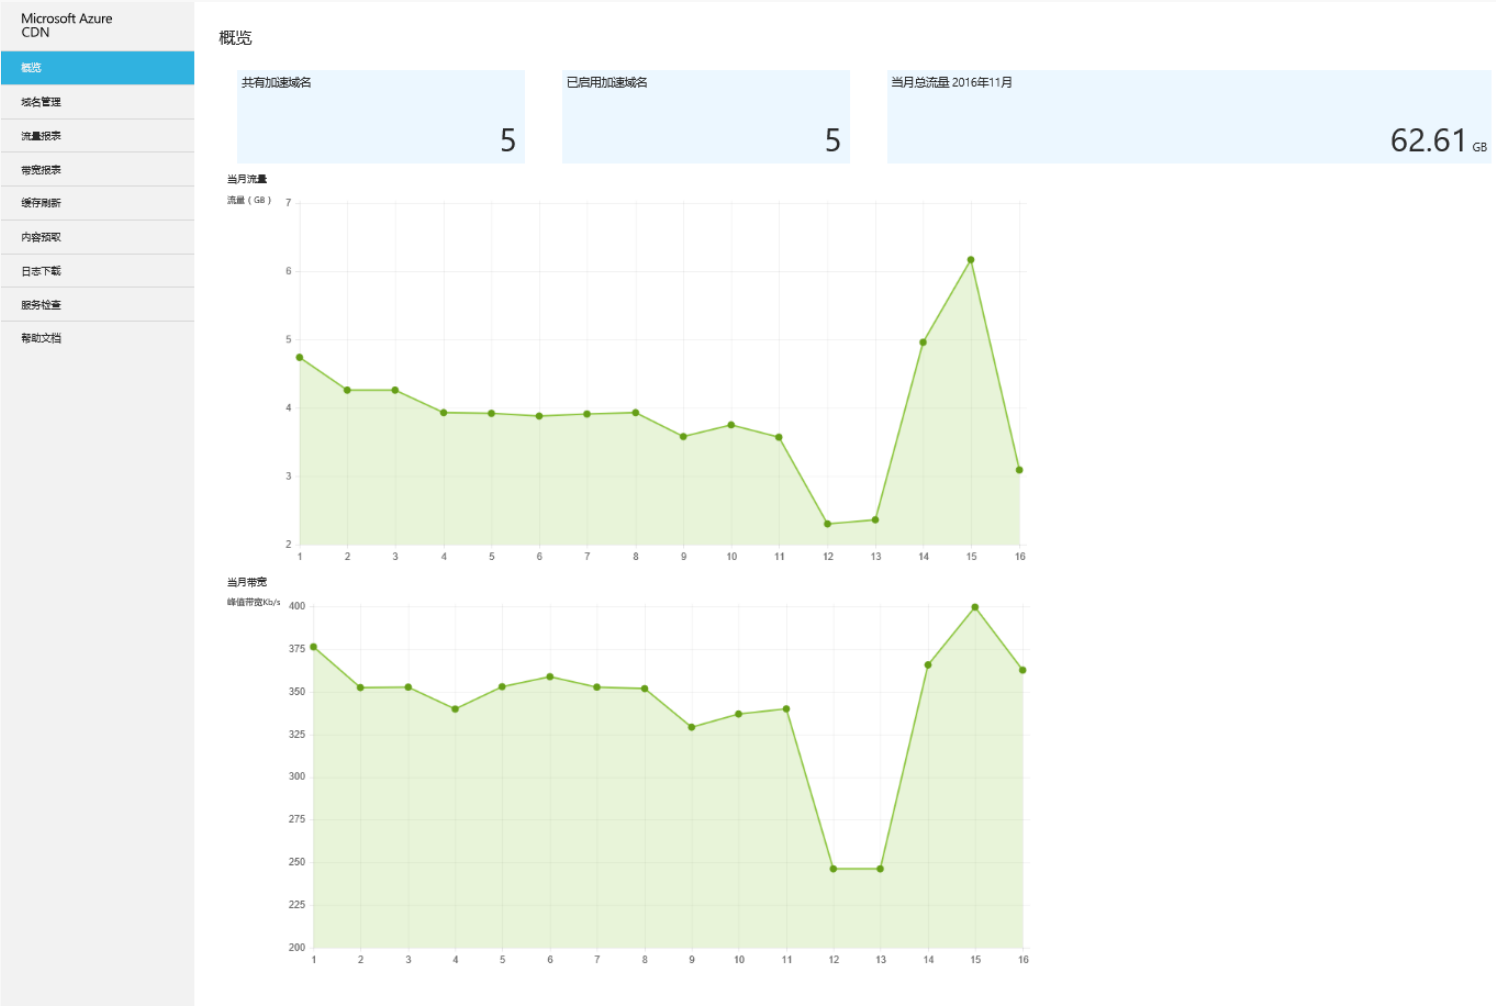 Microsoft Azure
CDN
概览
域名管理
流量报表
带宽报表
缓存刷新
内容预取
日志下载
服务检查
帮助文档
概览
共有加速域名
5
已启用加速域名
5
当月总流量 2016年11月
62.61 GB
当月流量
流量（GB）
7
6
5
4
3
2
1 2 3 4 5 6 7 8 9 10 11 12 13 14 15 16
当月带宽
峰值带宽Kb/s
400
375
350
325
300
275
250
225
200
1 2 3 4 5 6 7 8 9 10 11 12 13 14 15 16